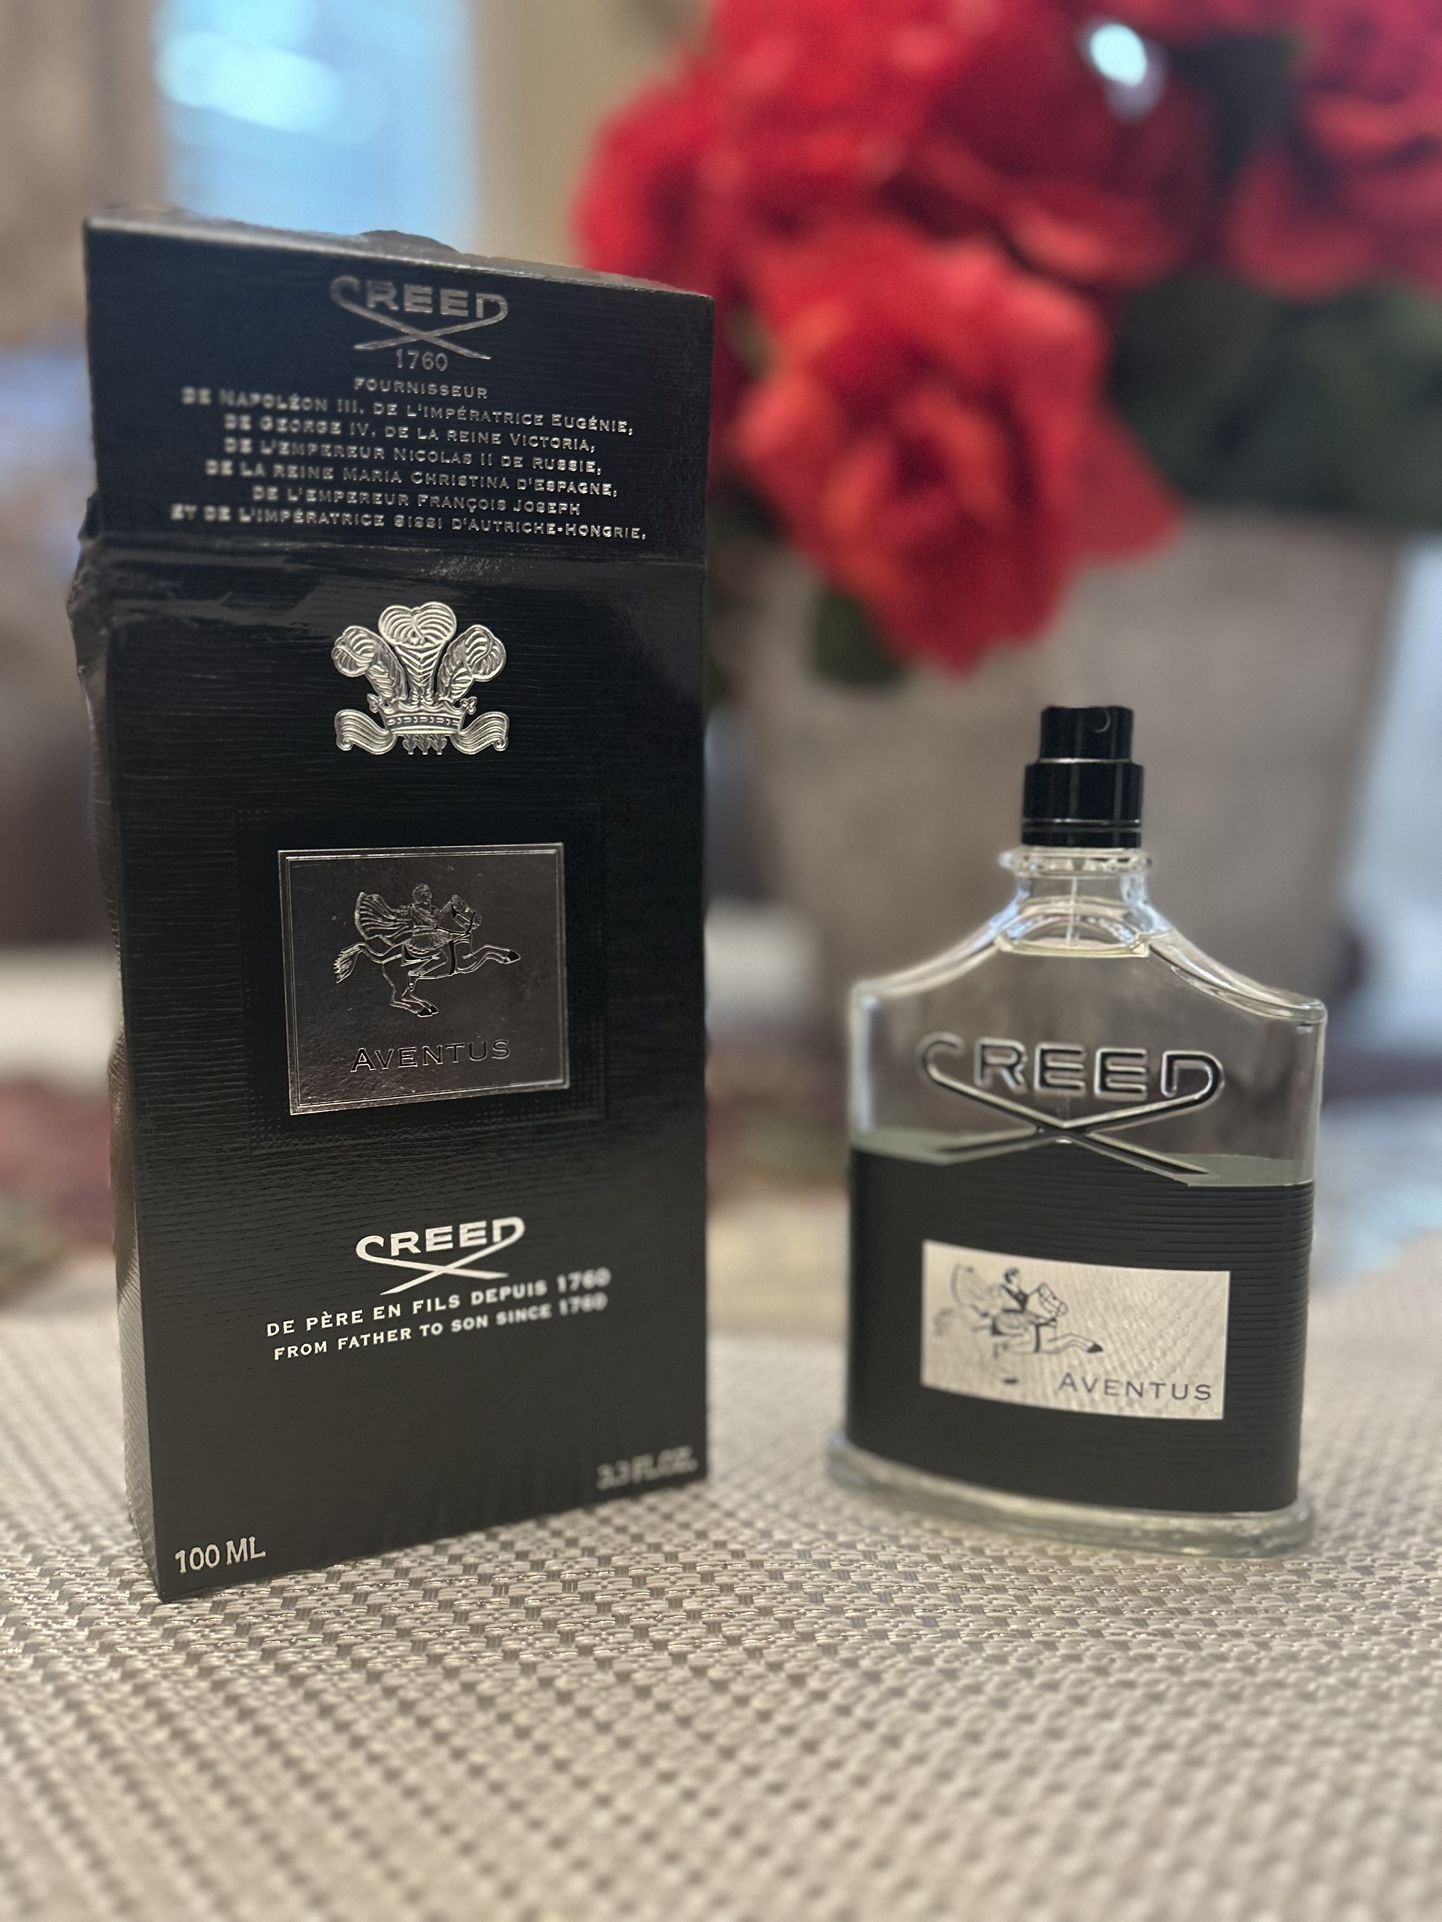 CREED
1760
FOURNISSEUR
DE NAPOLÉON III, DE L'IMPÉRATRICE EUGÉNIE,
DE GEORGE IV, DE LA REINE VICTORIA,
DE L'EMPEREUR NICOLAS II DE RUSSIE,
DE LA REINE MARIA CHRISTINA D'ESPAGNE,
DE L'EMPEREUR FRANÇOIS JOSEPH
ET DE L'IMPÉRATRICE SISSI D'AUTRICHE-HONGRIE.
AVENTUS
CREED
DE PÈRE EN FILS DEPUIS 1760
FROM FATHER TO SON SINCE 1760
3.3 FL.OZ.
100 ML
CREED
AVENTUS